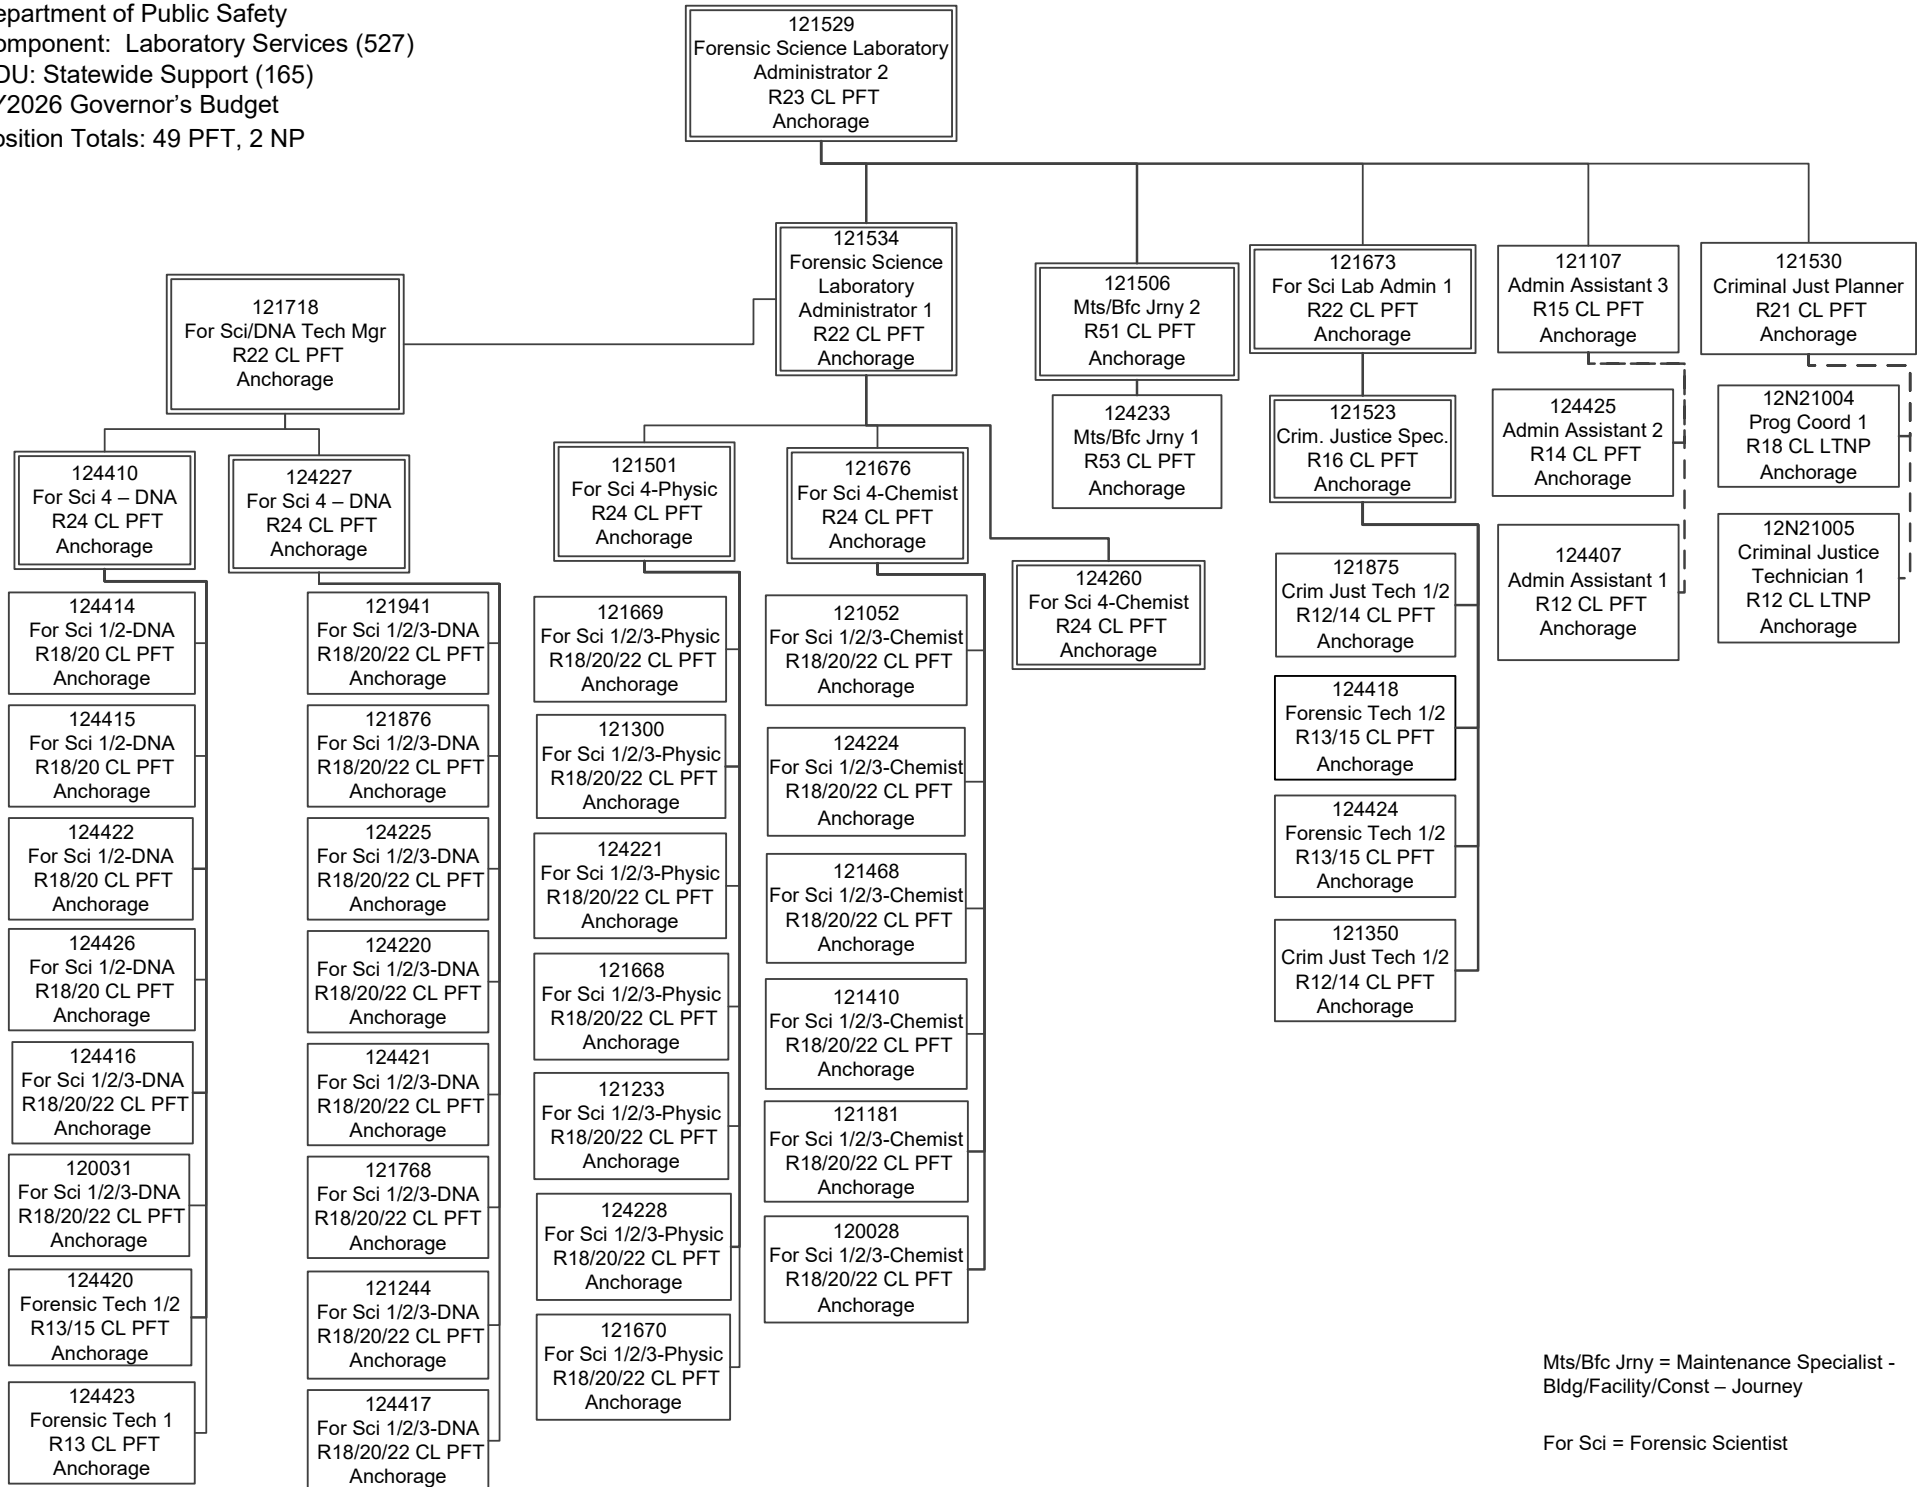 epartment of Public Safety
omponent: Laboratory Services (527)
DU: Statewide Support (165)
Y2026 Governor's Budget
osition Totals: 49 PFT, 2 NP
121529
Forensic Science Laboratory
Administrator 2
R23 CL PFT
Anchorage
121534
Forensic Science
Laboratory
Administrator 1
R22 CL PFT
Anchorage
121718
For Sci/DNA Tech Mgr
R22 CL PFT
Anchorage
121506
Mts/Bfc Jrny 2
R51 CL PFT
Anchorage
121673
For Sci Lab Admin 1
R22 CL PFT
Anchorage
121107
Admin Assistant 3
R15 CL PFT
Anchorage
121530
Criminal Just Planner
R21 CL PFT
Anchorage
124233
Mts/Bfc Jrny 1
R53 CL PFT
Anchorage
121523
Crim. Justice Spec.
R16 CL PFT
Anchorage
124425
Admin Assistant 2
R14 CL PFT
Anchorage
12N21004
Prog Coord 1
R18 CL LTNP
Anchorage
124410
For Sci 4 – DNA
R24 CL PFT
Anchorage
124227
For Sci 4 – DNA
R24 CL PFT
Anchorage
121501
For Sci 4-Physic
R24 CL PFT
Anchorage
121676
For Sci 4-Chemist
R24 CL PFT
Anchorage
124260
For Sci 4-Chemist
R24 CL PFT
Anchorage
124407
Admin Assistant 1
R12 CL PFT
Anchorage
12N21005
Criminal Justice
Technician 1
R12 CL LTNP
Anchorage
124414
For Sci 1/2-DNA
R18/20 CL PFT
Anchorage
124415
For Sci 1/2-DNA
R18/20 CL PFT
Anchorage
124422
For Sci 1/2-DNA
R18/20 CL PFT
Anchorage
124426
For Sci 1/2-DNA
R18/20 CL PFT
Anchorage
124416
For Sci 1/2/3-DNA
R18/20/22 CL PFT
Anchorage
120031
For Sci 1/2/3-DNA
R18/20/22 CL PFT
Anchorage
124420
Forensic Tech 1/2
R13/15 CL PFT
Anchorage
124423
Forensic Tech 1
R13 CL PFT
Anchorage
121941
For Sci 1/2/3-DNA
R18/20/22 CL PFT
Anchorage
121876
For Sci 1/2/3-DNA
R18/20/22 CL PFT
Anchorage
124225
For Sci 1/2/3-DNA
R18/20/22 CL PFT
Anchorage
124220
For Sci 1/2/3-DNA
R18/20/22 CL PFT
Anchorage
124421
For Sci 1/2/3-DNA
R18/20/22 CL PFT
Anchorage
121768
For Sci 1/2/3-DNA
R18/20/22 CL PFT
Anchorage
121244
For Sci 1/2/3-DNA
R18/20/22 CL PFT
Anchorage
124417
For Sci 1/2/3-DNA
R18/20/22 CL PFT
Anchorage
121669
For Sci 1/2/3-Physic
R18/20/22 CL PFT
Anchorage
121300
For Sci 1/2/3-Physic
R18/20/22 CL PFT
Anchorage
124221
For Sci 1/2/3-Physic
R18/20/22 CL PFT
Anchorage
121668
For Sci 1/2/3-Physic
R18/20/22 CL PFT
Anchorage
121233
For Sci 1/2/3-Physic
R18/20/22 CL PFT
Anchorage
124228
For Sci 1/2/3-Physic
R18/20/22 CL PFT
Anchorage
121670
For Sci 1/2/3-Physic
R18/20/22 CL PFT
Anchorage
121052
For Sci 1/2/3-Chemist
R18/20/22 CL PFT
Anchorage
124224
For Sci 1/2/3-Chemist
R18/20/22 CL PFT
Anchorage
121468
For Sci 1/2/3-Chemist
R18/20/22 CL PFT
Anchorage
121410
For Sci 1/2/3-Chemist
R18/20/22 CL PFT
Anchorage
121181
For Sci 1/2/3-Chemist
R18/20/22 CL PFT
Anchorage
120028
For Sci 1/2/3-Chemist
R18/20/22 CL PFT
Anchorage
121875
Crim Just Tech 1/2
R12/14 CL PFT
Anchorage
124418
Forensic Tech 1/2
R13/15 CL PFT
Anchorage
124424
Forensic Tech 1/2
R13/15 CL PFT
Anchorage
121350
Crim Just Tech 1/2
R12/14 CL PFT
Anchorage
Mts/Bfc Jrny = Maintenance Specialist -
Bldg/Facility/Const – Journey
For Sci = Forensic Scientist